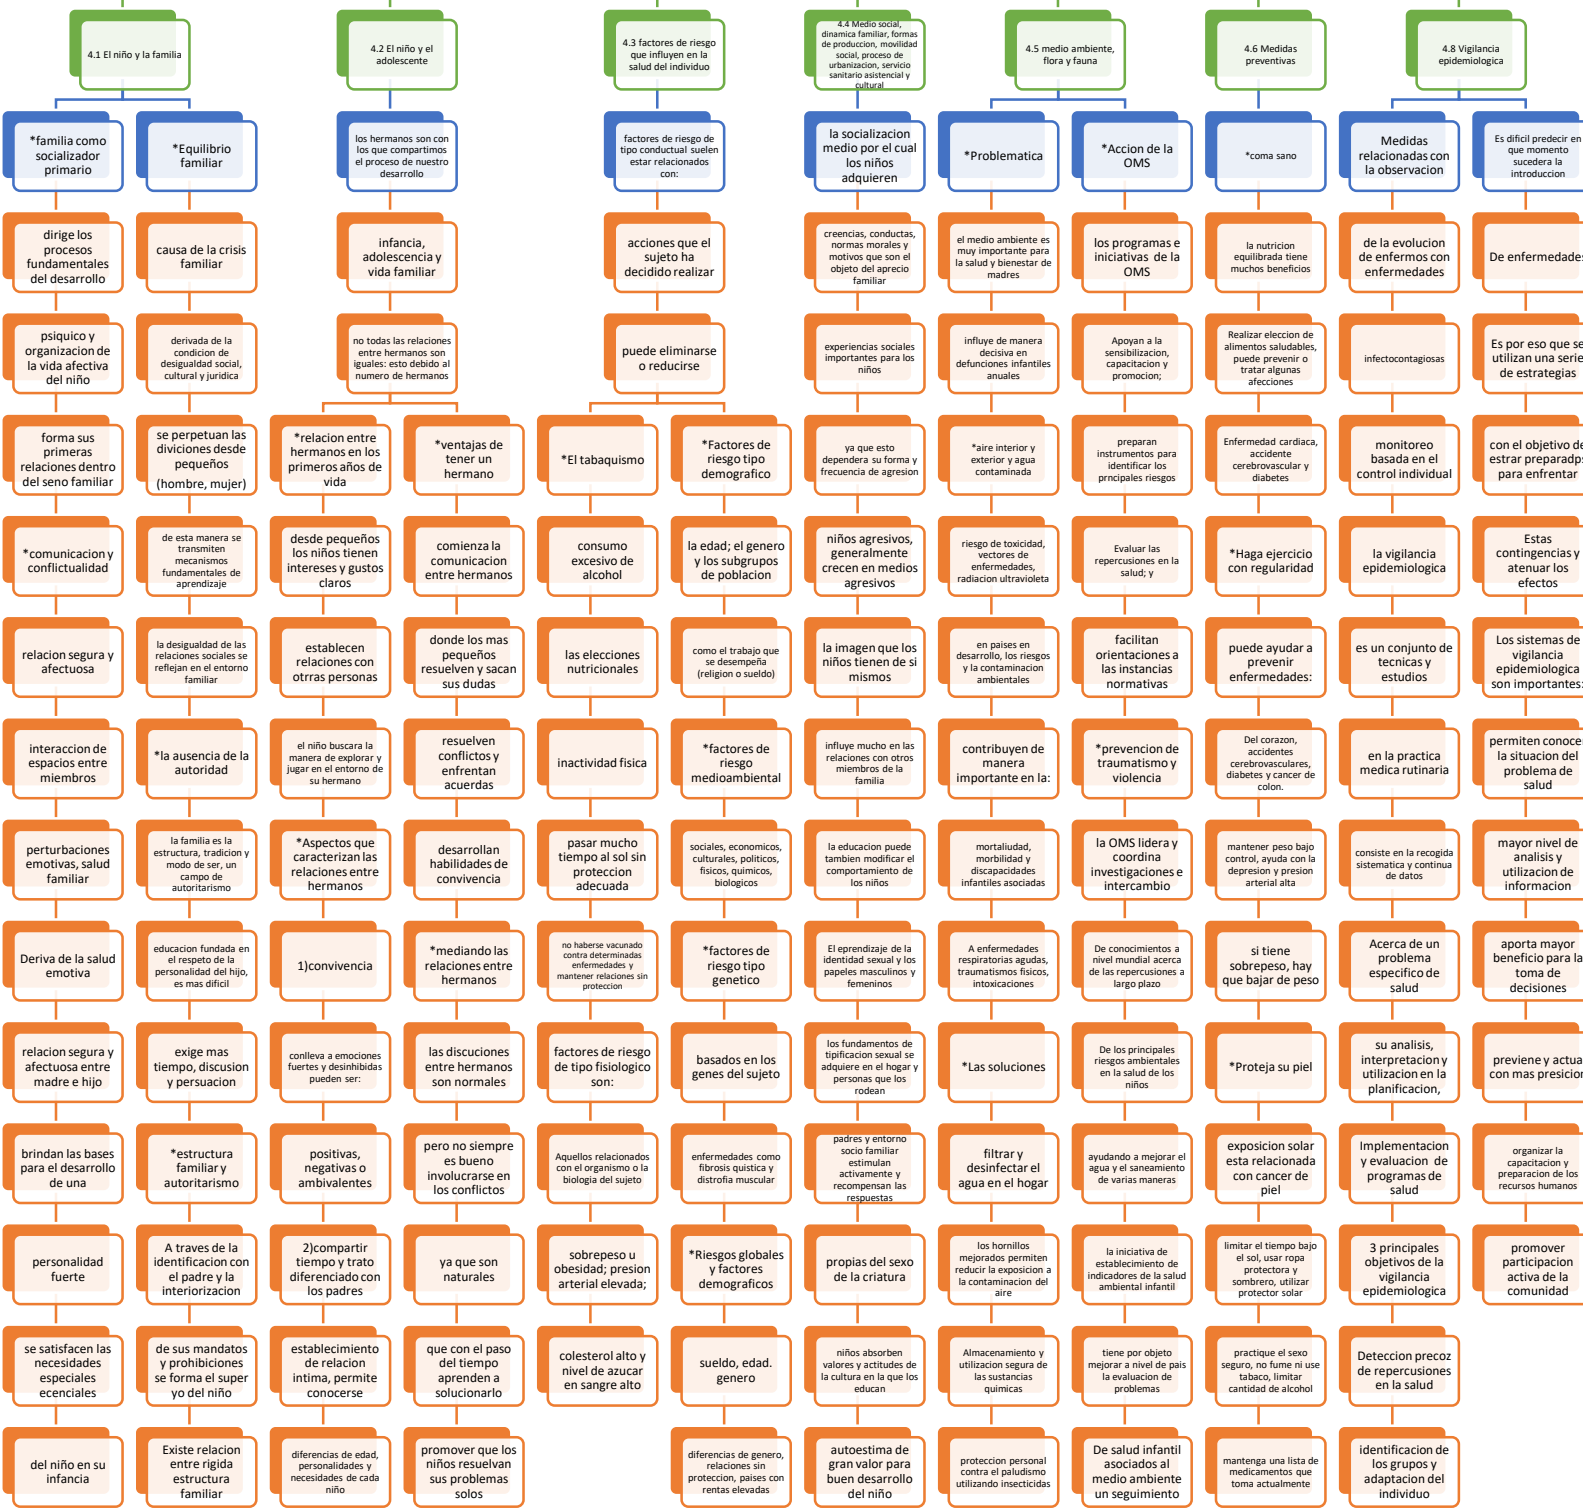 4.1 El niño y la familia
*familia como
socializador
primario
dirige los
procesos
fundamentales
del desarrollo
psiquico y
organizacion de
la vida afectiva
del niño
forma sus
primeras
relaciones dentro
del seno familiar
*comunicacion y
conflictualidad
relacion segura y
afectuosa
interaccion de
espacios entre
miembros
perturbaciones
emotivas, salud
familiar
Deriva de la salud
emotiva
relacion segura y
afectuosa entre
madre e hijo
brindan las bases
para el desarrollo
de una
personalidad
fuerte
se satisfacen las
necesidades
especiales
ecenciales
del niño en su
infancia
*Equilibrio
familiar
causa de la crisis
familiar
derivada de la
condicion de
desigualdad social,
cultural y juridica
se perpetuan las
diviciones desde
pequeños
(hombre, mujer)
de esta manera se
transmiten
mecanismos
fundamentales de
aprendizaje
la desigualdad de las
relaciones sociales se
reflejan en el entorno
familiar
*la ausencia de la
autoridad
la familia es la
estructura, tradicion y
modo de ser, un
campo de
autoritarismo
educacion fundada en
el respeto de la
personalidad del hijo,
es mas dificil
exige mas
tiempo, discusion
y persuacion
*estructura
familiar y
autoritarismo
A traves de la
identificacion con
el padre y la
interiorizacion
de sus mandatos
y prohibiciones
se forma el super
yo del niño
Existe relacion
entre rigida
estructura
familiar
4.2 El niño y el
adolescente
los hermanos son con
los que compartimos
el proceso de nuestro
desarrollo
infancia,
adolescencia y
vida familiar
no todas las relaciones
entre hermanos son
iguales: esto debido al
numero de hermanos
*relacion entre
hermanos en los
primeros años de
vida
desde pequeños
los niños tienen
intereses y gustos
claros
establecen
relaciones con
otrras personas
el niño buscara la
manera de explorar y
jugar en el entorno de
su hermano
*Aspectos que
caracterizan las
relaciones entre
hermanos
1)convivencia
conlleva a emociones
fuertes y desinhibidas
pueden ser:
positivas,
negativas o
ambivalentes
2)compartir
tiempo y trato
diferenciado con
los padres
establecimiento
de relacion
intima, permite
conocerse
diferencias de edad,
personalidades y
necesidades de cada
niño
*ventajas de
tener un
hermano
comienza la
comunicacion
entre hermanos
donde los mas
pequeños
resuelven y sacan
sus dudas
resuelven
conflictos y
enfrentan
acuerdas
desarrollan
habilidades de
convivencia
*mediando las
relaciones entre
hermanos
las discuciones
entre hermanos
son normales
pero no siempre
es bueno
involucrarse en
los conflictos
ya que son
naturales
que con el paso
del tiempo
aprenden a
solucionarlo
promover que los
niños resuelvan
sus problemas
solos
4.3 factores de riesgo
que influyen en la
salud del individuo
factores de riesgo de
tipo conductual suelen
estar relacionados
con:
acciones que el
sujeto ha
decidido realizar
puede eliminarse
o reducirse
*El tabaquismo
consumo
excesivo de
alcohol
las elecciones
nutricionales
inactividad fisica
pasar mucho
tiempo al sol sin
proteccion
adecuada
no haberse vacunado
contra determinadas
enfermedades y
mantener relaciones sin
proteccion
factores de riesgo
de tipo fisiologico
son:
Aquellos relacionados
con el organismo o la
biologia del sujeto
sobrepeso u
obesidad; presion
arterial elevada;
colesterol alto y
nivel de azucar
en sangre alto
*Factores de
riesgo tipo
demografico
la edad; el genero
y los subgrupos
de poblacion
como el trabajo que
se desempeña
(religion o sueldo)
*factores de
riesgo
medioambiental
sociales, economicos,
culturales, politicos,
fisicos, quimicos,
biologicos
*factores de
riesgo tipo
genetico
basados en los
genes del sujeto
enfermedades como
fibrosis quistica y
distrofia muscular
*Riesgos globales
y factores
demograficos
sueldo, edad.
genero
diferencias de genero,
relaciones sin
proteccion, paises con
rentas elevadas
4.4 Medio social,
dinamica familiar, formas
de produccion, movilidad
social, proceso de
urbanizacion, servicio
sanitario asistencial y
cultural
la socializacion
medio por el cual
los niños
adquieren
creencias, conductas,
normas morales y
motivos que son el
objeto del aprecio
familiar
experiencias sociales
importantes para los
niños
ya que esto
dependera su forma y
frecuencia de agresion
niños agresivos,
generalmente
crecen en medios
agresivos
la imagen que los
niños tienen de si
mismos
influye mucho en las
relaciones con otros
miembros de la
familia
la educacion puede
tambien modificar el
comportamiento de
los niños
El eprendizaje de la
identidad sexual y los
papeles masculinos y
femeninos
los fundamentos de
tipificacion sexual se
adquiere en el hogar y
personas que los
rodean
padres y entorno
socio familiar
estimulan
activamente y
recompensan las
respuestas
propias del sexo
de la criatura
niños absorben
valores y actitudes de
la cultura en la que los
educan
autoestima de
gran valor para
buen desarrollo
del niño
4.5 medio ambiente,
flora y fauna
*Problematica
el medio ambiente es
muy importante para
la salud y bienestar de
madres
influye de manera
decisiva en
defunciones infantiles
anuales
*aire interior y
exterior y agua
contaminada
riesgo de toxicidad,
vectores de
enfermedades,
radiacion ultravioleta
en paises en
desarrollo, los riesgos
y la contaminacion
ambientales
contribuyen de
manera
importante en la:
mortaliudad,
morbilidad y
discapacidades
infantiles asociadas
A enfermedades
respiratorias agudas,
traumatismos fisicos,
intoxicaciones
*Las soluciones
filtrar y
desinfectar el
agua en el hogar
los hornillos
mejorados permiten
reducir la exposicion a
la contaminacion del
aire
Almacenamiento y
utilizacion segura de
las sustancias
quimicas
proteccion personal
contra el paludismo
utilizando insecticidas
*Accion de la
OMS
los programas e
iniciativas de la
OMS
Apoyan a la
sensibilizacion,
capacitacion y
promocion;
preparan
instrumentos para
identificar los
prncipales riesgos
Evaluar las
repercusiones en la
salud; y
facilitan
orientaciones a
las instancias
normativas
*prevencion de
traumatismo y
violencia
la OMS lidera y
coordina
investigaciones e
intercambio
De conocimientos a
nivel mundial acerca
de las repercusiones a
largo plazo
De los principales
riesgos ambientales
en la salud de los
niños
ayudando a mejorar el
agua y el saneamiento
de varias maneras
la iniciativa de
establecimiento de
indicadores de la salud
ambiental infantil
tiene por objeto
mejorar a nivel de pais
la evaluacion de
problemas
De salud infantil
asociados al
medio ambiente
un seguimiento
4.6 Medidas
preventivas
*coma sano
la nutricion
equilibrada tiene
muchos beneficios
Realizar eleccion de
alimentos saludables,
puede prevenir o
tratar algunas
afecciones
Enfermedad cardiaca,
accidente
cerebrovascular y
diabetes
*Haga ejercicio
con regularidad
puede ayudar a
prevenir
enfermedades:
Del corazon,
accidentes
cerebrovasculares,
diabetes y cancer de
colon.
mantener peso bajo
control, ayuda con la
depresion y presion
arterial alta
si tiene
sobrepeso, hay
que bajar de peso
*Proteja su piel
exposicion solar
esta relacionada
con cancer de
piel
limitar el tiempo bajo
el sol, usar ropa
protectora y
sombrero, utilizar
protector solar
practique el sexo
seguro, no fume ni use
tabaco, limitar
cantidad de alcohol
mantenga una lista de
medicamentos que
toma actualmente
4.8 Vigilancia
epidemiologica
Medidas
relacionadas con
la observacion
de la evolucion
de enfermos con
enfermedades
infectocontagiosas
monitoreo
basada en el
control individual
la vigilancia
epidemiologica
es un conjunto de
tecnicas y
estudios
en la practica
medica rutinaria
consiste en la recogida
sistematica y continua
de datos
Acerca de un
problema
especifico de
salud
su analisis,
interpretacion y
utilizacion en la
planificacion,
Implementacion
y evaluacion de
programas de
salud
3 principales
objetivos de la
vigilancia
epidemiologica
Deteccion precoz
de repercusiones
en la salud
identificacion de
los grupos y
adaptacion del
individuo
Es dificil predecir en
que momento
sucedera la
introduccion
De enfermedades
Es por eso que se
utilizan una serie
de estrategias
con el objetivo de
estrar preparadps
para enfrentar
Estas
contingencias y
atenuar los
efectos
Los sistemas de
vigilancia
epidemiologica
son importantes:
permiten conocer
la situacion del
problema de
salud
mayor nivel de
analisis y
utilizacion de
informacion
aporta mayor
beneficio para la
toma de
decisiones
previene y actua
con mas presicion
organizar la
capacitacion y
preparacion de los
recursos humanos
promover
participacion
activa de la
comunidad